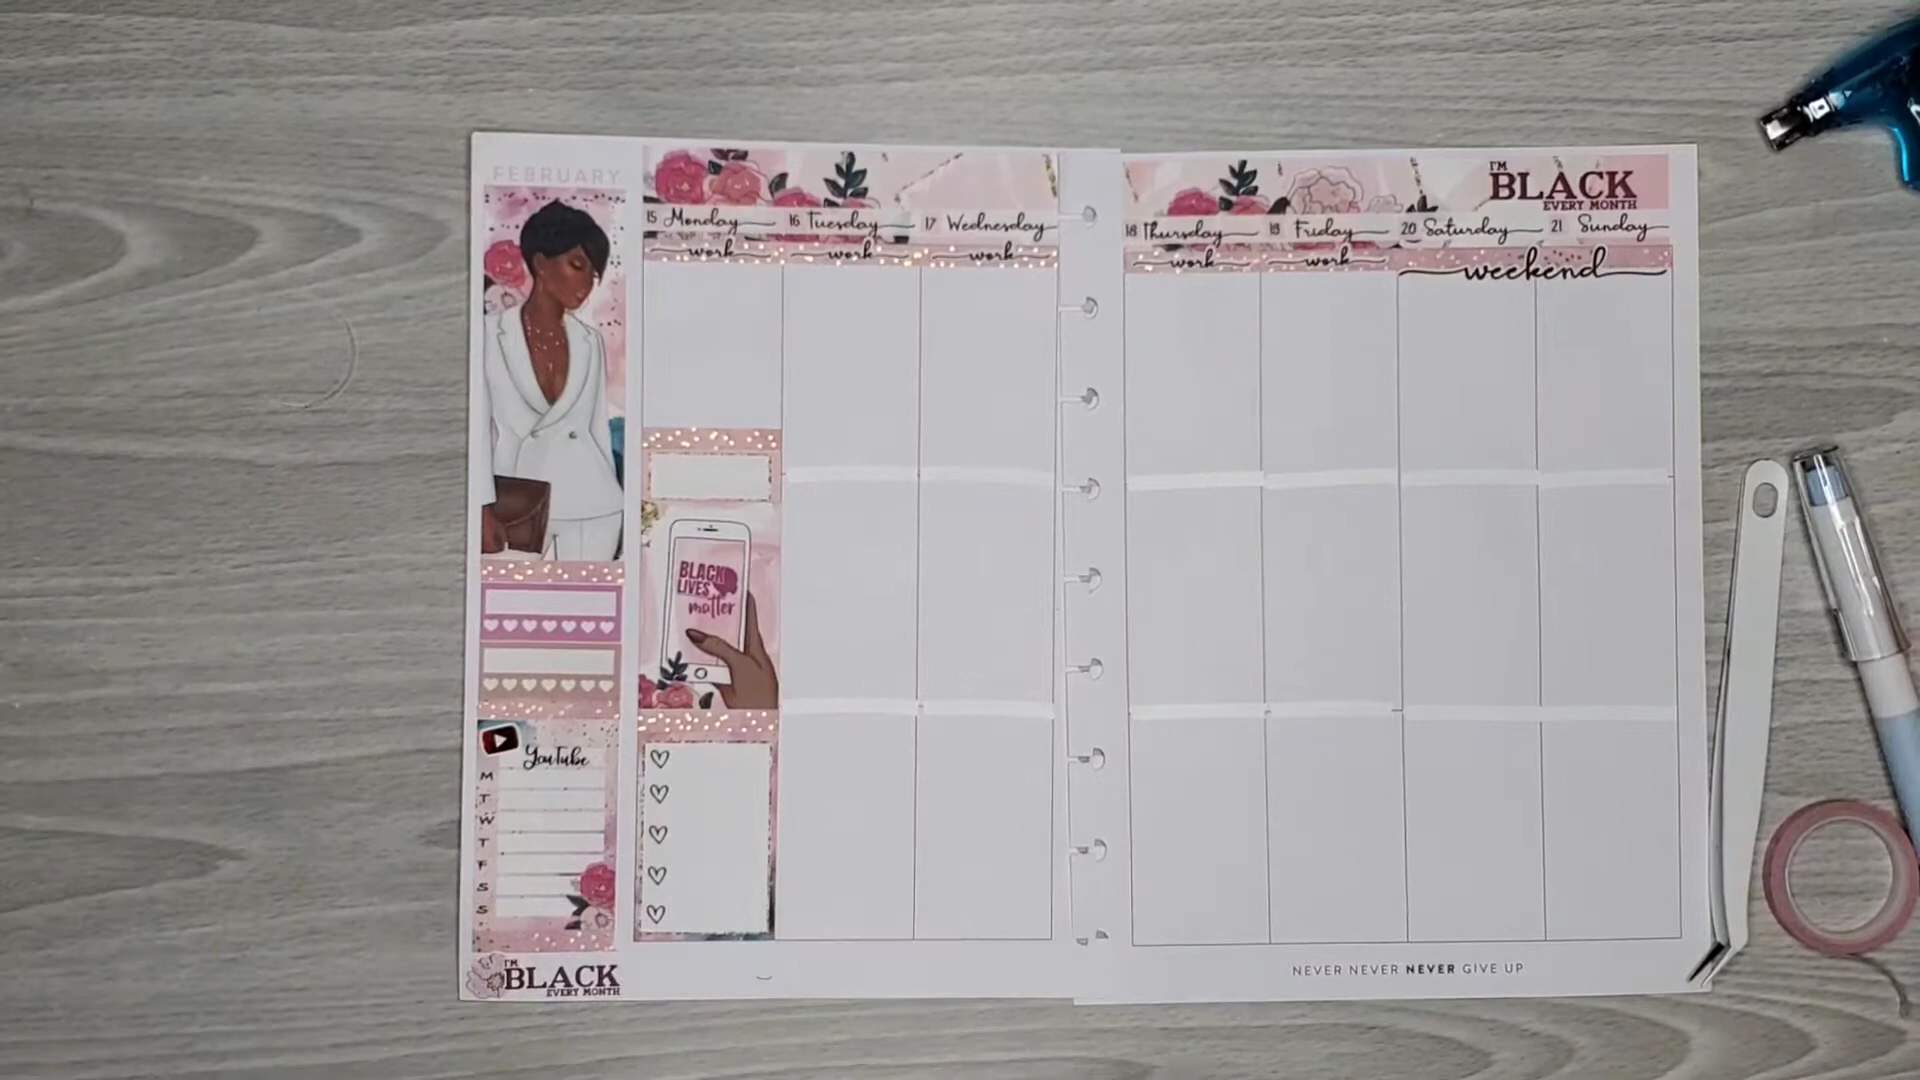 FEBRUARY
I'M
BLACK
EVERY MONTH
15 Monday 16 Tuesday 17 Wednesday
18 Thursday 19 Friday 20 Saturday 21 Sunday
work work work
work work weekend
BLACK
LIVES
matter
YouTube
M
T
W
T
F
S
S
I'M
BLACK
EVERY MONTH
NEVER NEVER NEVER GIVE UP